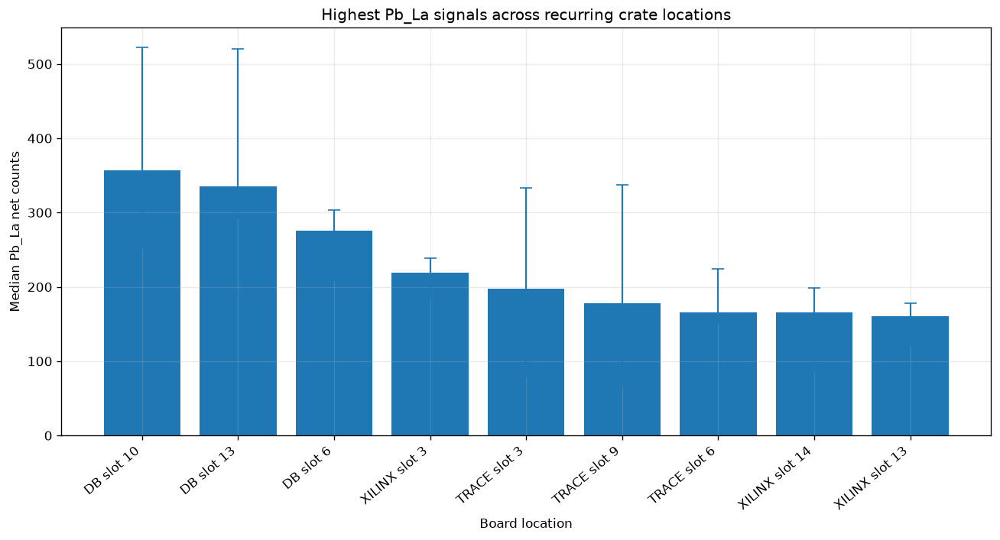 Highest Pb_La signals across recurring crate locations
Median Pb_La net counts
500
400
300
200
100
0
DB slot 10
DB slot 13
DB slot 6
XILINX slot 3
TRACE slot 3
TRACE slot 9
TRACE slot 6
XILINX slot 14
XILINX slot 13
Board location